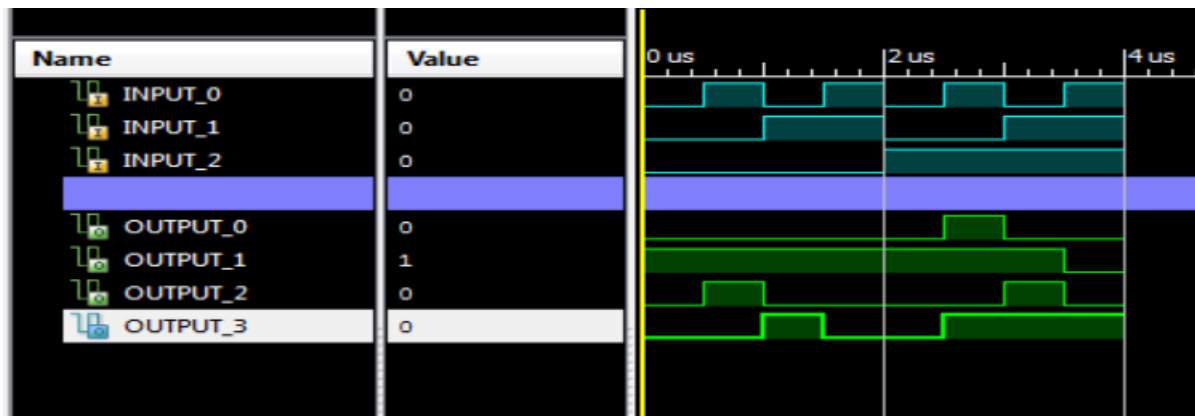 Name Value 0 us 2 us 4 us
INPUT_0 0
INPUT_1 0
INPUT_2 0
OUTPUT_0 0
OUTPUT_1 1
OUTPUT_2 0
OUTPUT_3 0